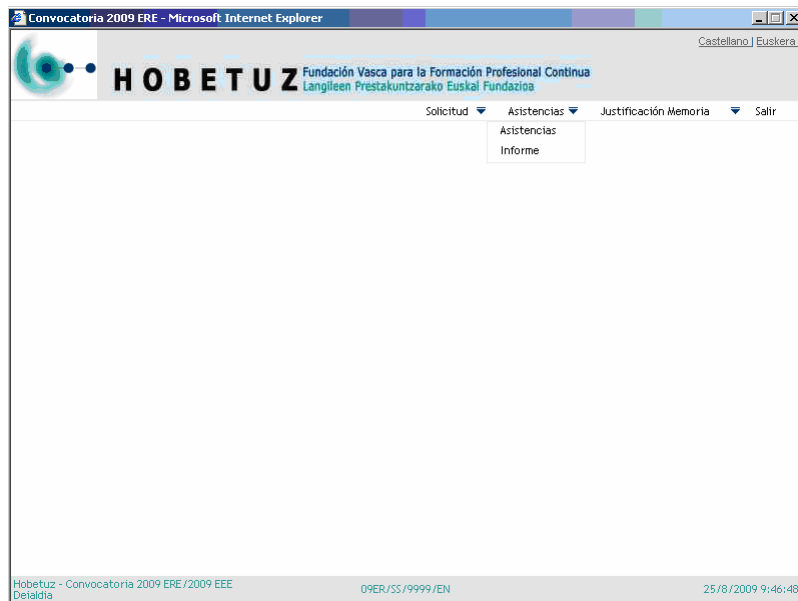 Convocatoria 2009 ERE - Microsoft Internet Explorer
Castellano | Euskera
HOBETUZ
Fundación Vasca para la Formación Profesional Continua
Langileen Prestakuntzarako Euskal Fundazioa
Solicitud Asistencias Justificación Memoria Salir
Asistencias
Informe
Hobetuz - Convocatoria 2009 ERE/2009 EEE
Deialdia
09ER/SS/9999/EN
25/8/2009 9:46:48